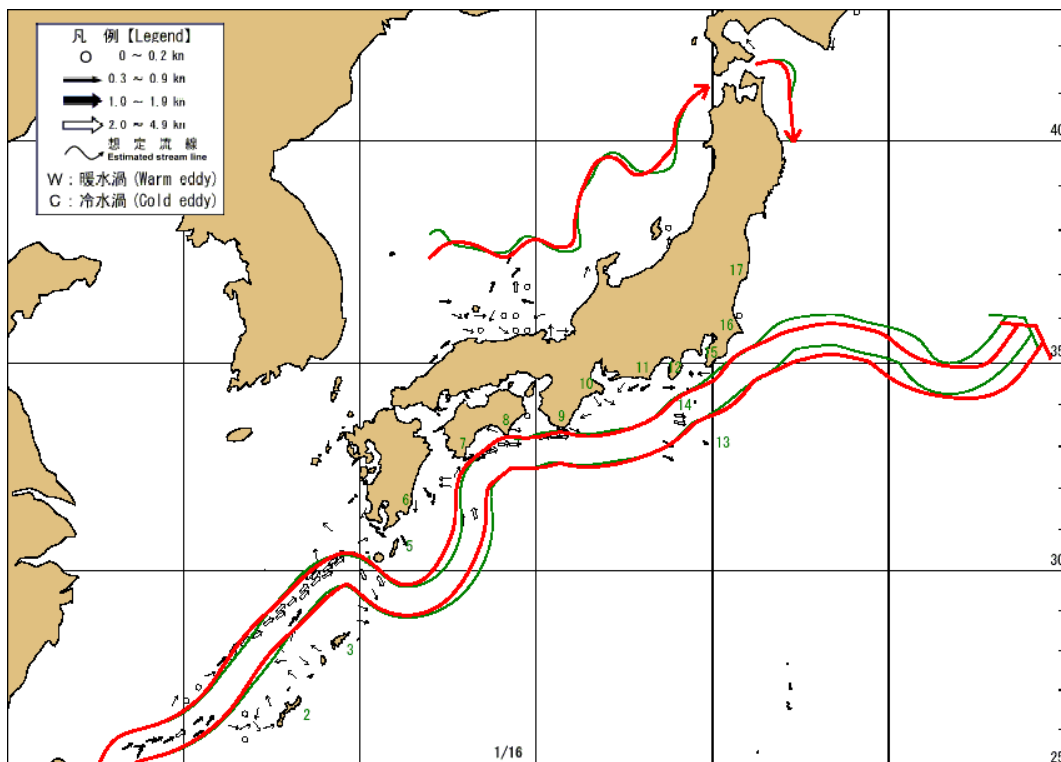 凡 例【Legend】
0 ~ 0.2 kn
0.3 ~ 0.9 kn
1.0 ~ 1.9 kn
2.0 ~ 4.9 kn
想 定 流 線
Estimated stream line
W : 暖水渦 (Warm eddy)
C : 冷水渦 (Cold eddy)
40
17
16
15
35
12
11
10
14
9
8
7
13
6
5
30
3
2
1/16
25